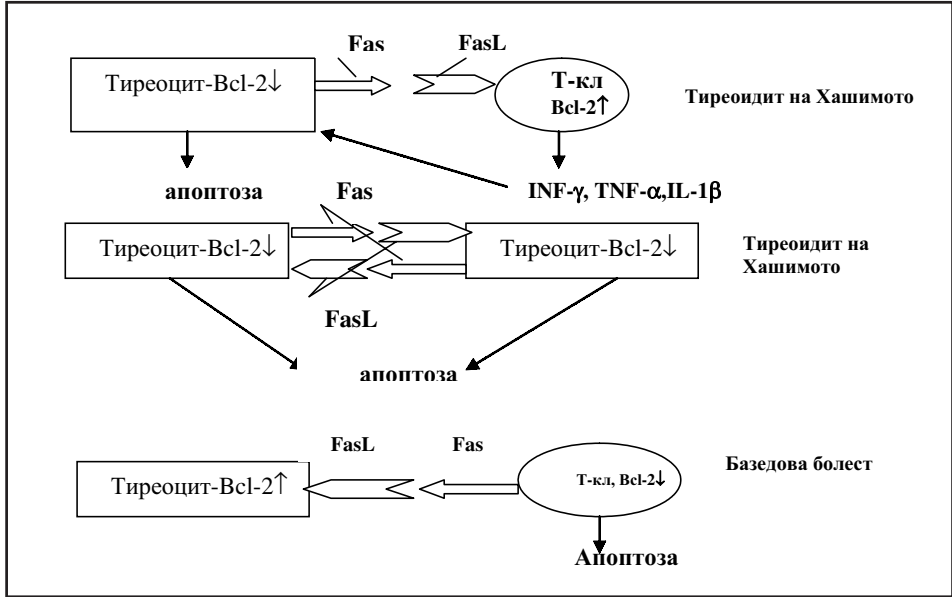 Fas FasL
Тиреоцит-Bcl-2↓ Т-кл
Bcl-2↑
Тиреоидит на Хашимото
апоптоза Fas INF-γ, TNF-α,IL-1β
Тиреоцит-Bcl-2↓ Тиреоцит-Bcl-2↓ Тиреоидит на
Хашимото
FasL
апоптоза
FasL Fas
Базедова болест
Тиреоцит-Bcl-2↑ Т-кл, Bcl-2↓
Апоптоза